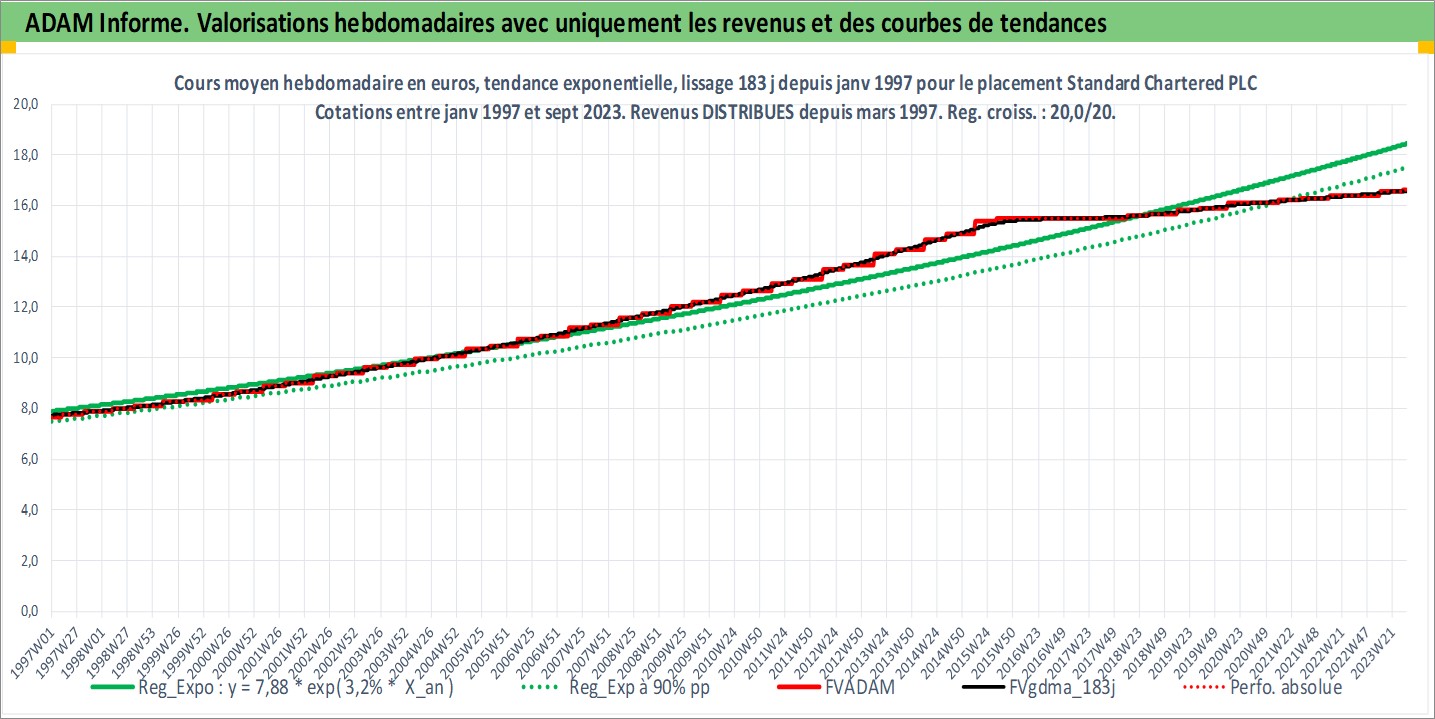 ADAM Informe. Valorisations hebdomadaires avec uniquement les revenus et des courbes de tendances
Cours moyen hebdomadaire en euros, tendance exponentielle, lissage 183 j depuis janv 1997 pour le placement Standard Chartered PLC
Cotations entre janv 1997 et sept 2023. Revenus DISTRIBUES depuis mars 1997. Reg. croiss. : 20,0/20.
20,0
18,0
16,0
14,0
12,0
10,0
8,0
6,0
4,0
2,0
0,0
1997W01
1997W27
1998W01
1998W27
1998W53
1999W26
1999W52
2000W26
2000W52
2001W26
2001W52
2002W26
2002W52
2003W26
2003W52
2004W26
2004W52
2005W25
2005W51
2006W25
2006W51
2007W25
2007W51
2008W25
2008W51
2009W25
2009W51
2010W24
2010W50
2011W24
2011W50
2012W24
2012W50
2013W24
2013W50
2014W24
2014W50
2015W24
2015W50
2016W23
2016W49
2017W23
2017W49
2018W23
2018W49
2019W23
2019W49
2020W23
2020W49
2021W22
2021W48
2022W21
2022W47
2023W21
Reg_Expo : y = 7,88 * exp( 3,2% * X_an )
Reg_Exp à 90% pp
FVADAM
FVgdma_183j
Perfo. absolue